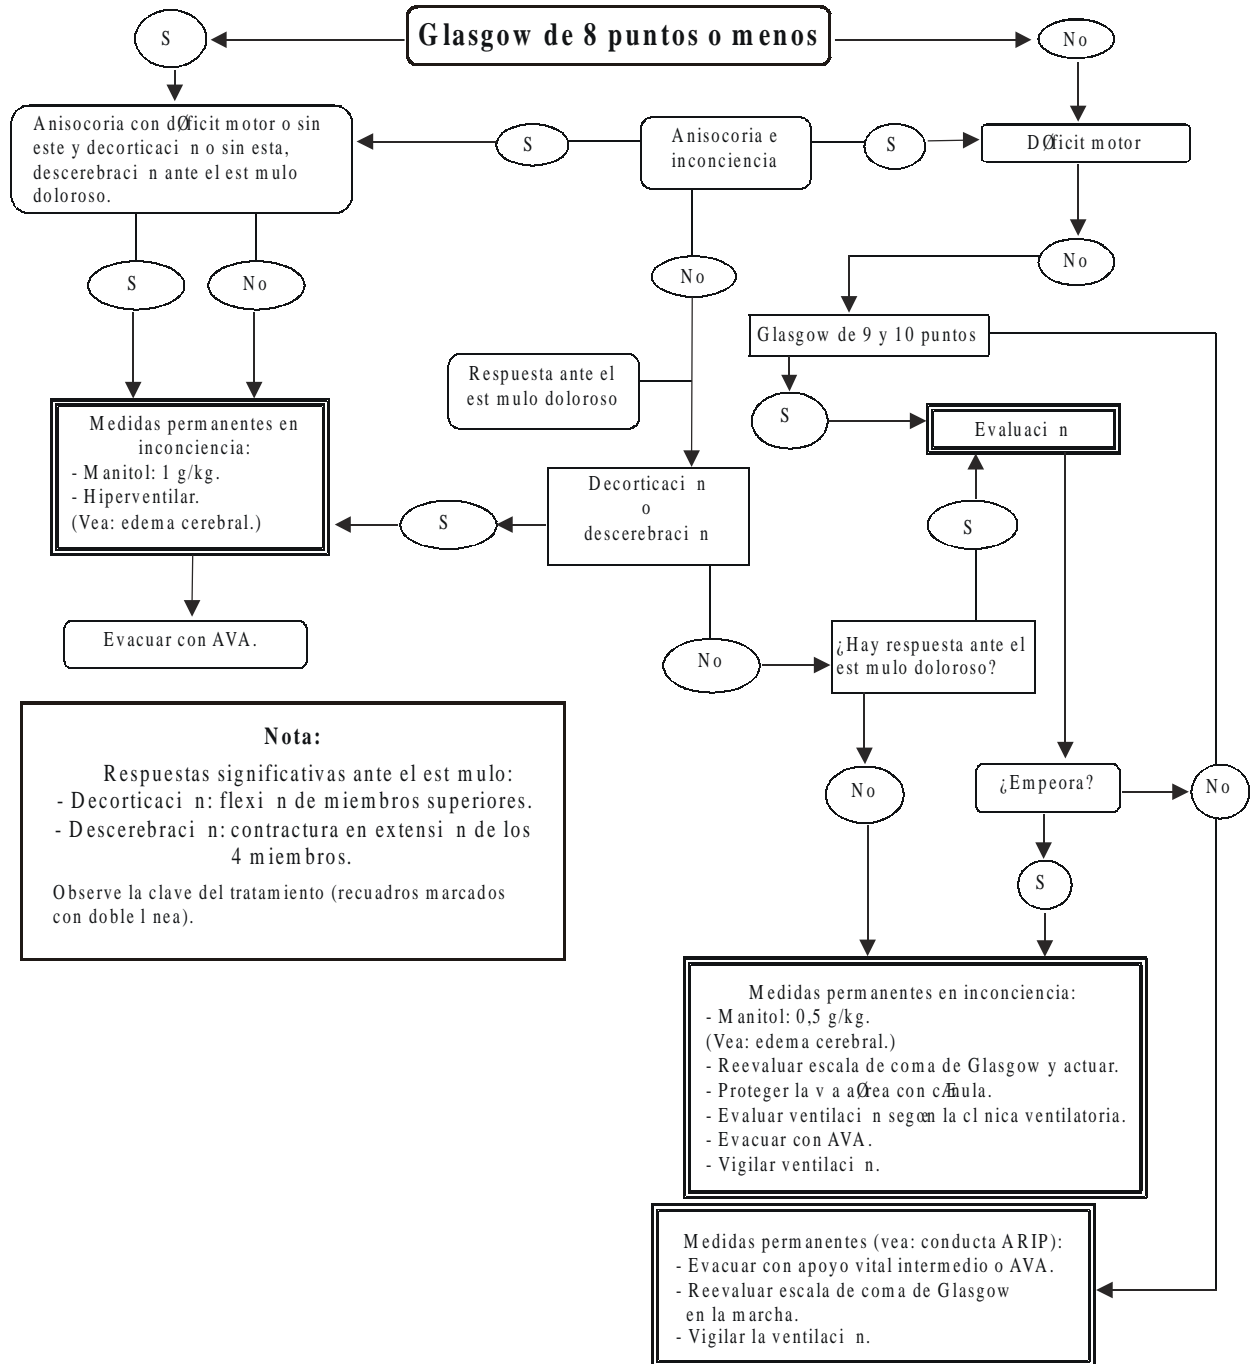 Glasgow de 8 puntos o menos
S
No
Anisocoria con dØficit motor o sin
este y decorticaci n o sin esta,
descerebraci n ante el est mulo
doloroso.
S
Anisocoria e
inconciencia
S
DØficit motor
S
No
No
No
Glasgow de 9 y 10 puntos
Respuesta ante el
est mulo doloroso
S
Evaluaci n
Medidas permanentes en
inconciencia:
- Manitol: 1 g/kg.
- Hiperventilar.
(Vea: edema cerebral.)
S
Decorticaci n
o
descerebraci n
S
Evacuar con AVA.
No
¿Hay respuesta ante el
est mulo doloroso?
Nota:
Respuestas significativas ante el est mulo:
- Decorticaci n: flexi n de miembros superiores.
- Descerebraci n: contractura en extensi n de los
4 miembros.
Observe la clave del tratamiento (recuadros marcados
con doble l nea).
No
¿Empeora?
No
S
Medidas permanentes en inconciencia:
- Manitol: 0,5 g/kg.
(Vea: edema cerebral.)
- Reevaluar escala de coma de Glasgow y actuar.
- Proteger la v a aØrea con cÆnula.
- Evaluar ventilaci n segœn la cl nica ventilatoria.
- Evacuar con AVA.
- Vigilar ventilaci n.
Medidas permanentes (vea: conducta ARIP):
- Evacuar con apoyo vital intermedio o AVA.
- Reevaluar escala de coma de Glasgow
en la marcha.
- Vigilar la ventilaci n.